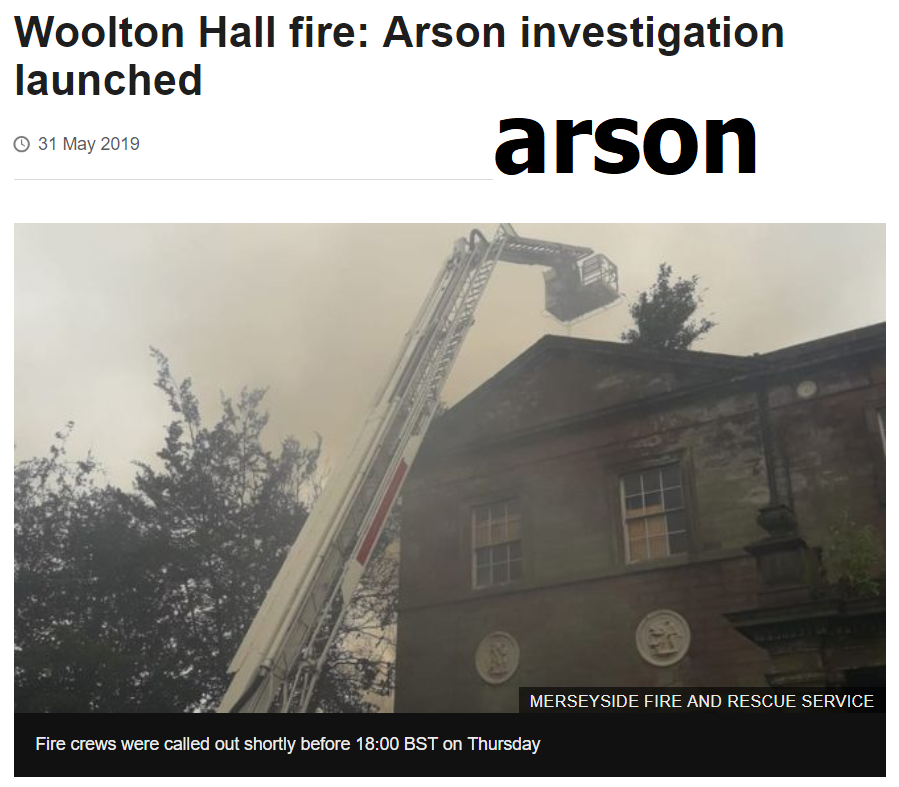 Woolton Hall fire: Arson investigation
launched
31 May 2019
arson
MERSEYSIDE FIRE AND RESCUE SERVICE
Fire crews were called out shortly before 18:00 BST on Thursday